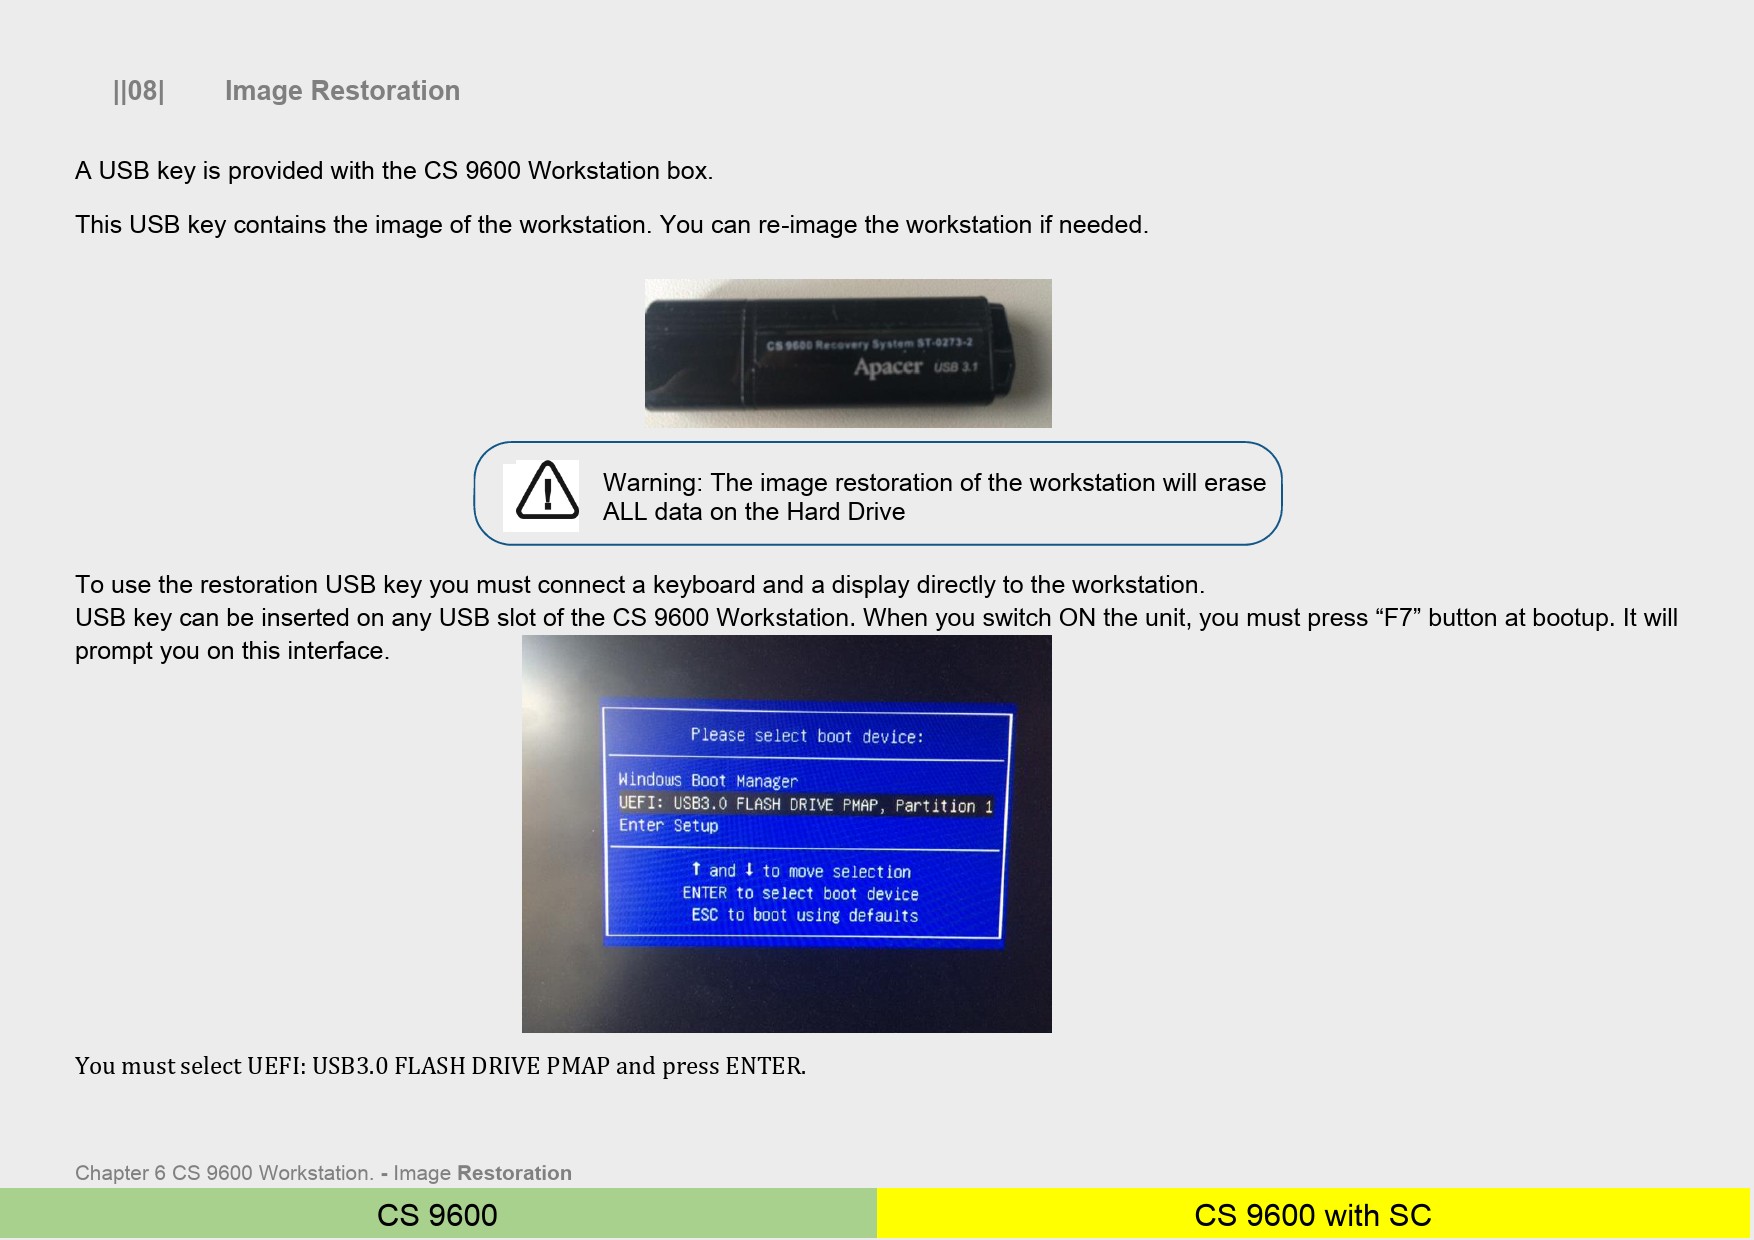 ||08| Image Restoration
A USB key is provided with the CS 9600 Workstation box.
This USB key contains the image of the workstation. You can re-image the workstation if needed.
CS 9600 Recovery System ST-0273-2
Apacer USB 3.1
Warning: The image restoration of the workstation will erase
ALL data on the Hard Drive
To use the restoration USB key you must connect a keyboard and a display directly to the workstation.
USB key can be inserted on any USB slot of the CS 9600 Workstation. When you switch ON the unit, you must press “F7” button at bootup. It will
prompt you on this interface.
Please select boot device:
Windows Boot Manager
UEFI: USB3.0 FLASH DRIVE PMAP, Partition 1
Enter Setup
↑ and ↓ to move selection
ENTER to select boot device
ESC to boot using defaults
You must select UEFI: USB3.0 FLASH DRIVE PMAP and press ENTER.
Chapter 6 CS 9600 Workstation. - Image Restoration
CS 9600
CS 9600 with SC